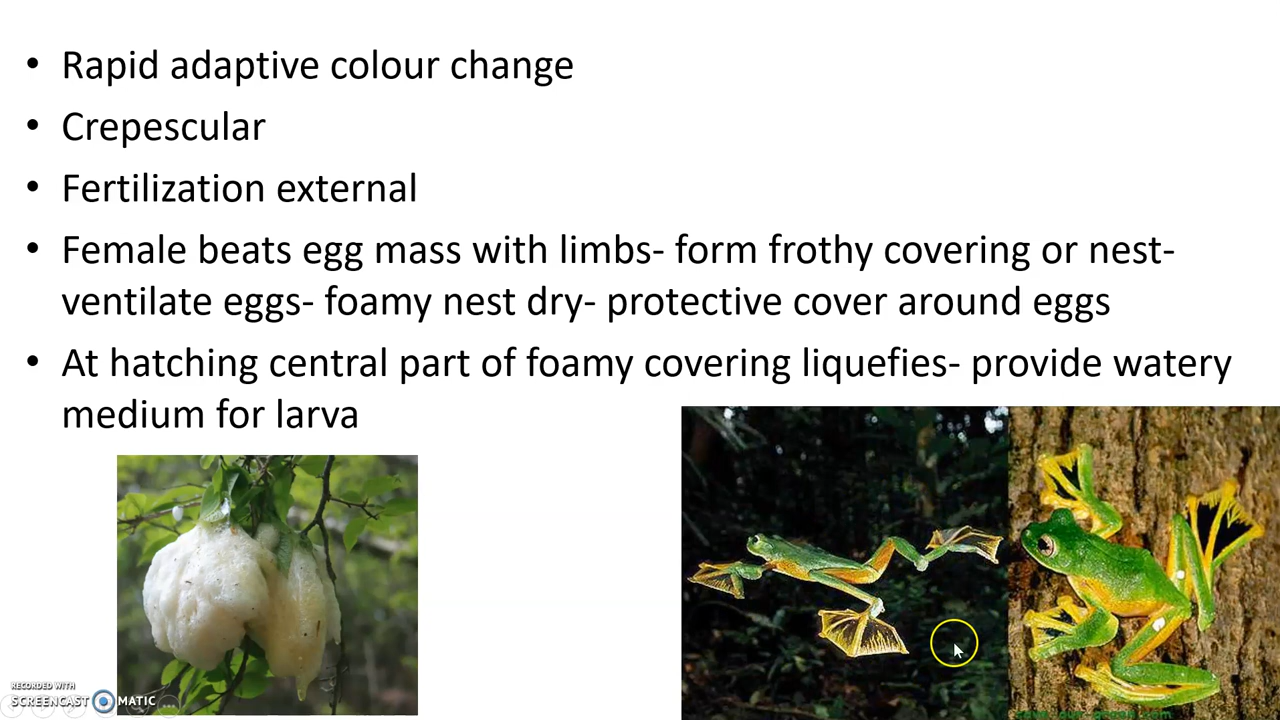 • Rapid adaptive colour change
• Crepescular
• Fertilization external
• Female beats egg mass with limbs- form frothy covering or nest-
ventilate eggs- foamy nest dry- protective cover around eggs
• At hatching central part of foamy covering liquefies- provide watery
medium for larva
RECORDED WITH
SCREENCAST MATIC